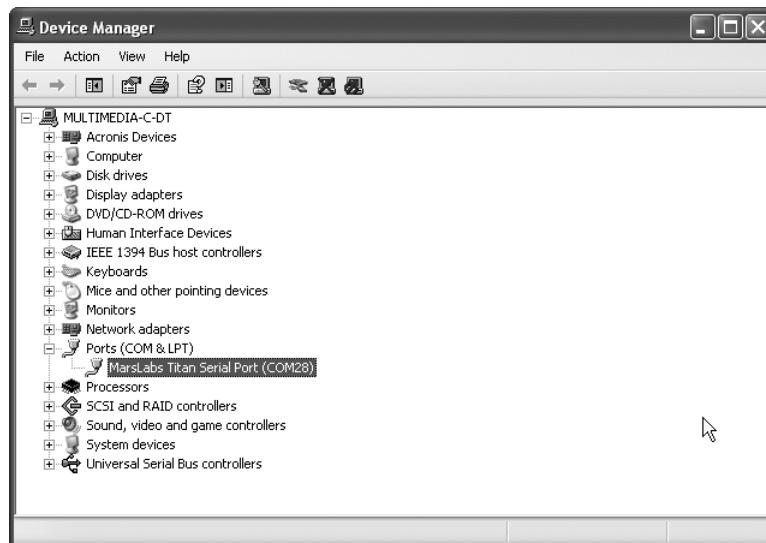 Device Manager
File Action View Help
MULTIMEDIA-C-DT
Acronis Devices
Computer
Disk drives
Display adapters
DVD/CD-ROM drives
Human Interface Devices
IEEE 1394 Bus host controllers
Keyboards
Mice and other pointing devices
Monitors
Network adapters
Ports (COM & LPT)
MarsLabs Titan Serial Port (COM28)
Processors
SCSI and RAID controllers
Sound, video and game controllers
System devices
Universal Serial Bus controllers